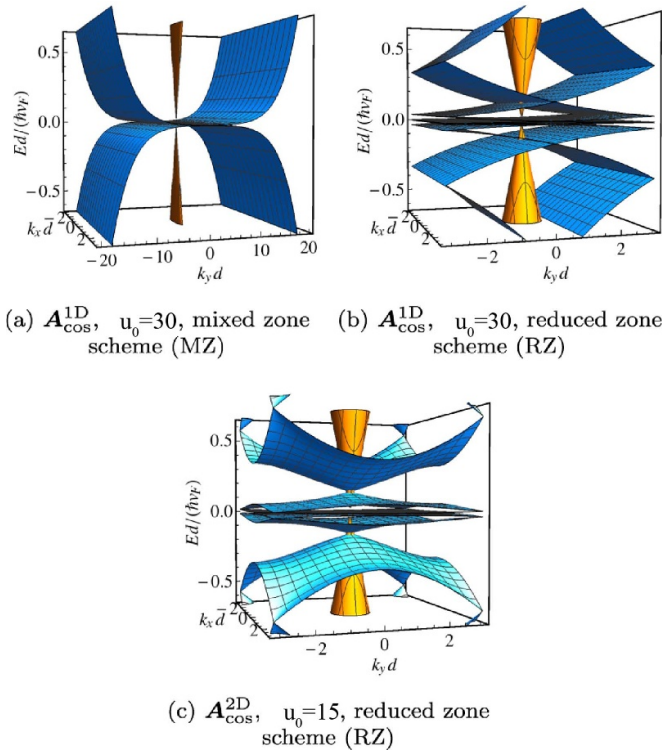 0.5
0.0
−0.5
Ed/(ħvF)
kx d̄
2
0
2
−20
−10
0
10
20
ky d
0.5
0.0
−0.5
Ed/(ħvF)
kx d̄
2
0
2
−2
0
2
ky d
(a) A^1D_cos, u0=30, mixed zone
scheme (MZ)
(b) A^1D_cos, u0=30, reduced zone
scheme (RZ)
0.5
0.0
−0.5
Ed/(ħvF)
kx d̄
2
0
2
−2
0
2
ky d
(c) A^2D_cos, u0=15, reduced zone
scheme (RZ)